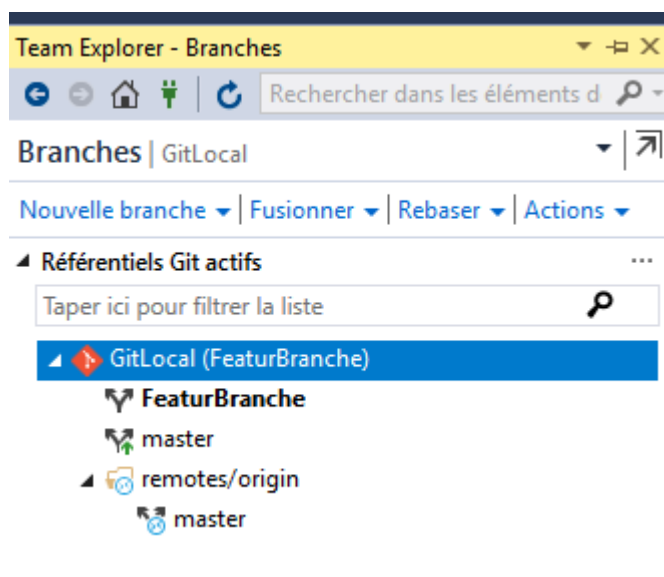 Team Explorer - Branches
Rechercher dans les éléments d
Branches | GitLocal
Nouvelle branche | Fusionner | Rebaser | Actions
Référentiels Git actifs ...
Taper ici pour filtrer la liste
GitLocal (FeaturBranche)
FeaturBranche
master
remotes/origin
master